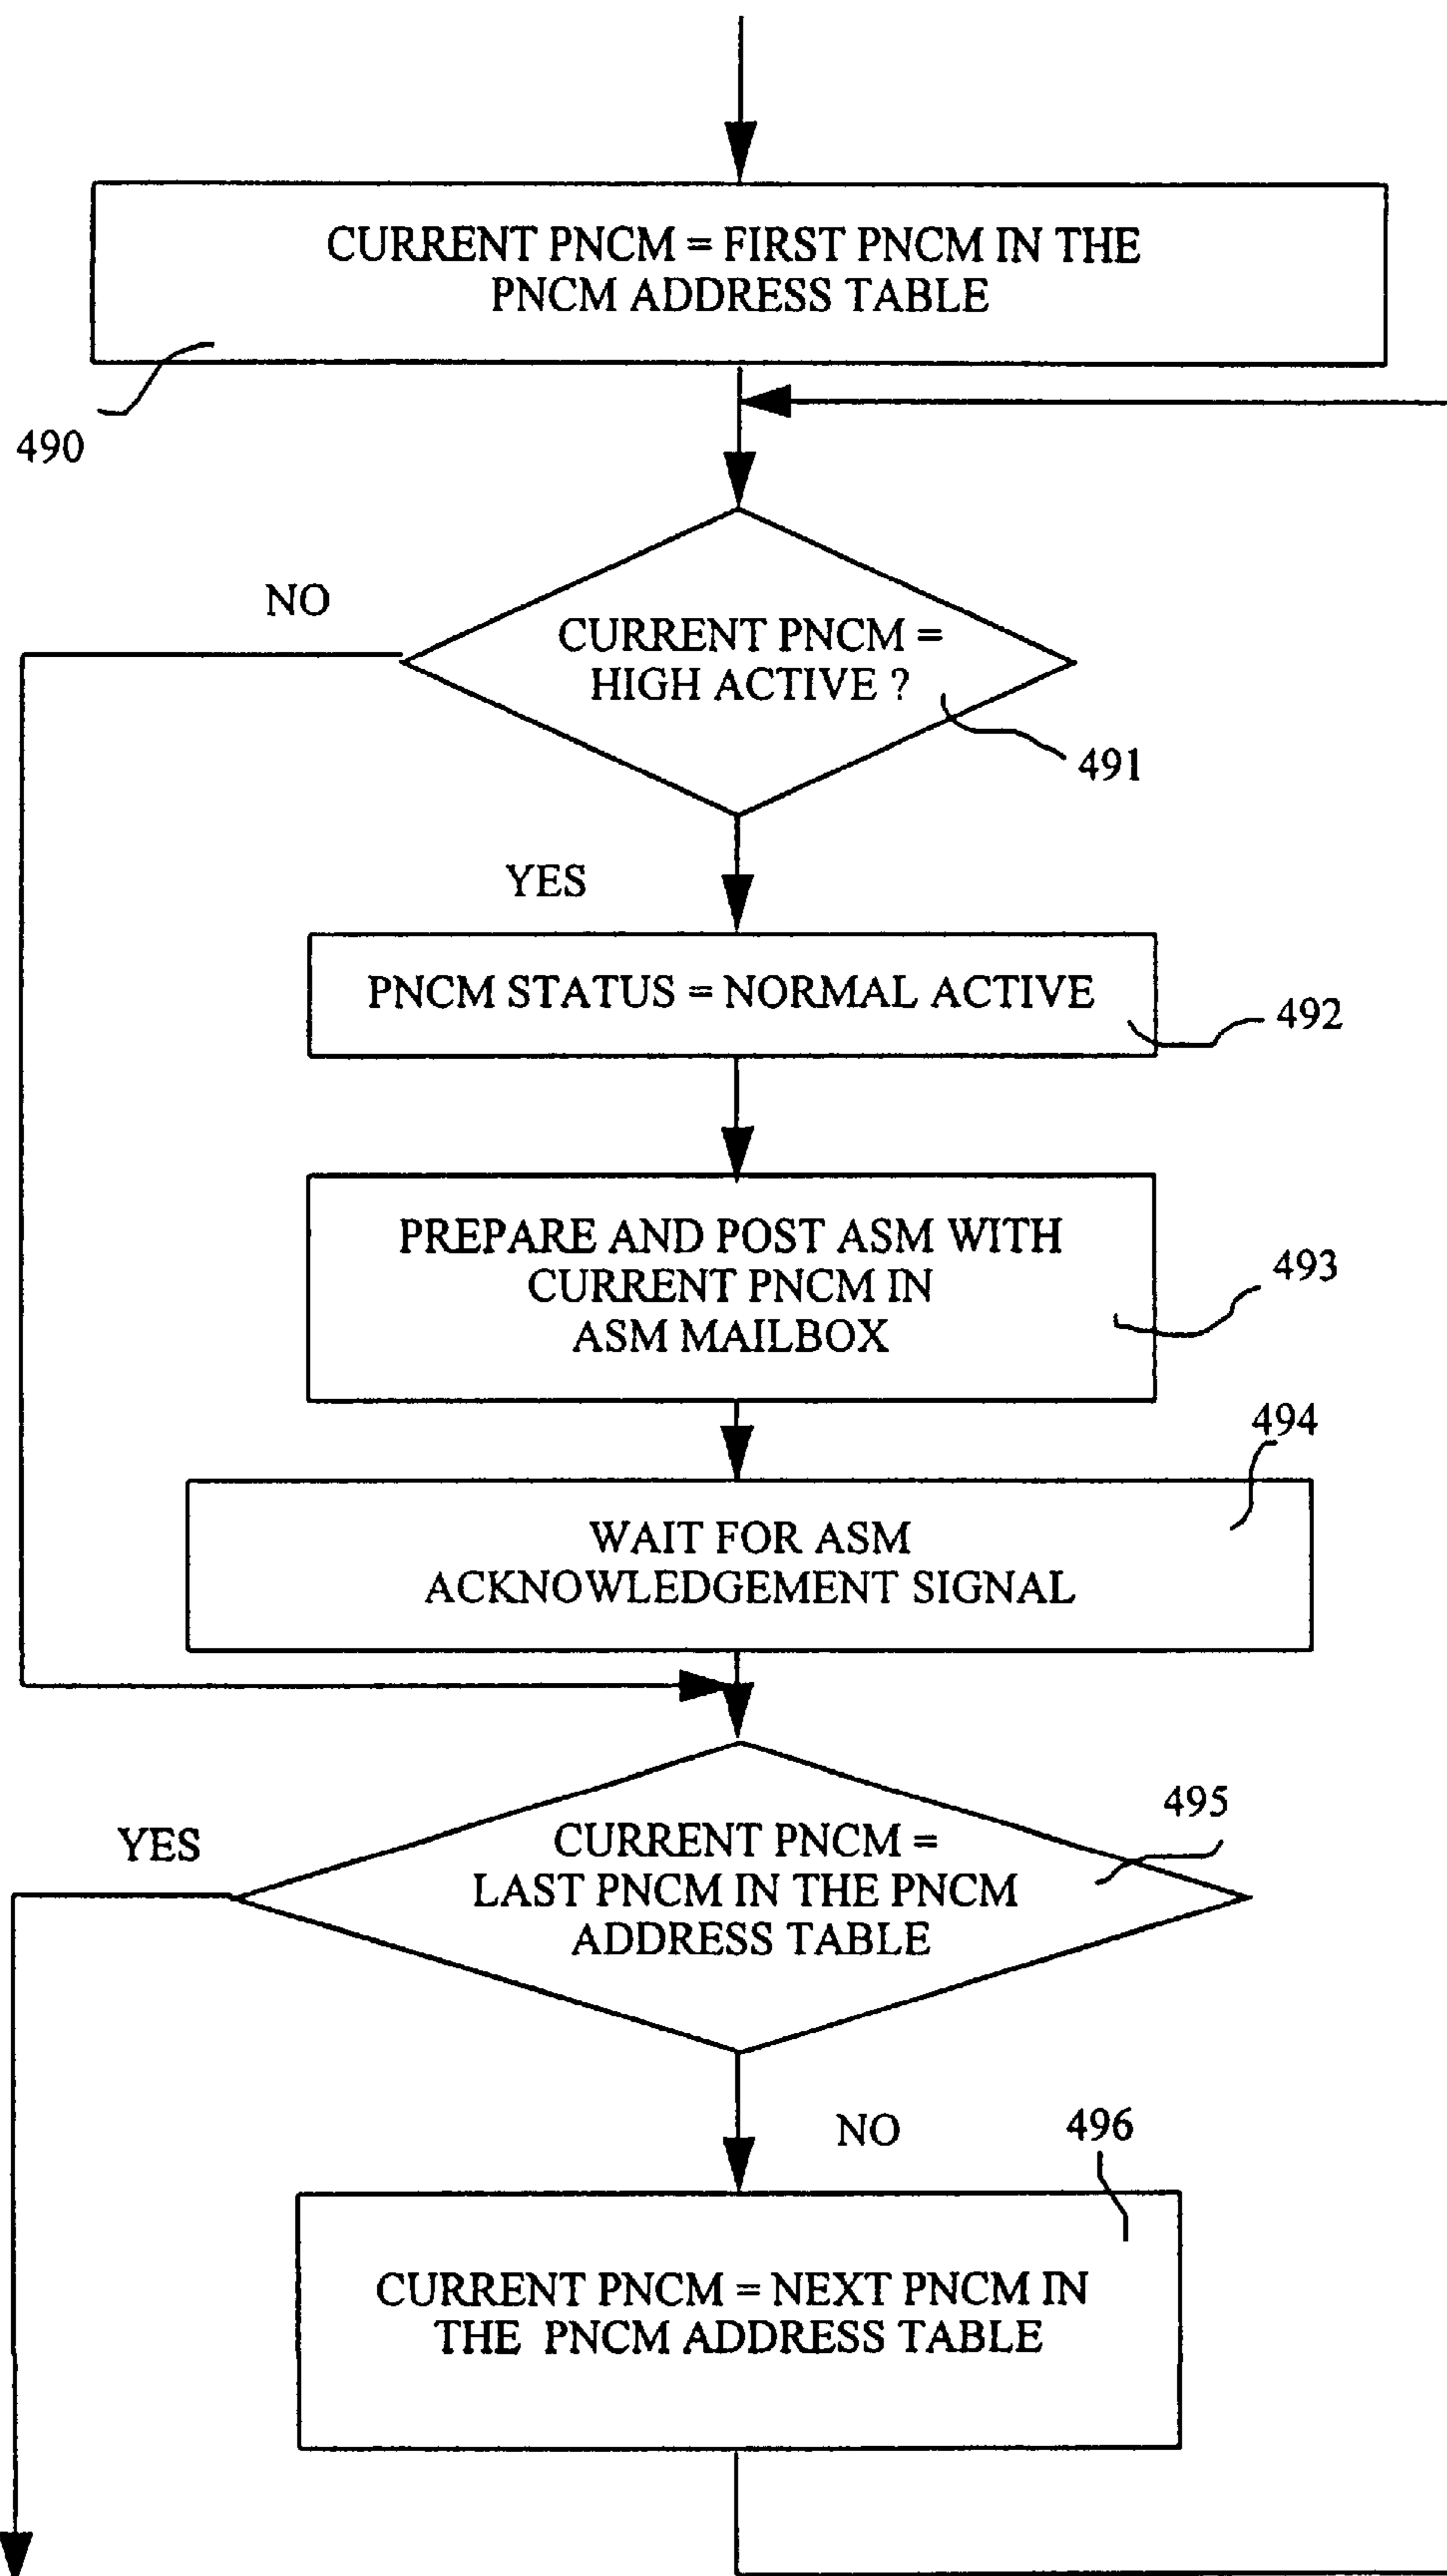 CURRENT PNCM = FIRST PNCM IN THE
PNCM ADDRESS TABLE
490
NO
CURRENT PNCM =
HIGH ACTIVE ?
491
YES
PNCM STATUS = NORMAL ACTIVE
492
PREPARE AND POST ASM WITH
CURRENT PNCM IN
ASM MAILBOX
493
494
WAIT FOR ASM
ACKNOWLEDGEMENT SIGNAL
495
YES
CURRENT PNCM =
LAST PNCM IN THE PNCM
ADDRESS TABLE
NO
496
CURRENT PNCM = NEXT PNCM IN
THE PNCM ADDRESS TABLE